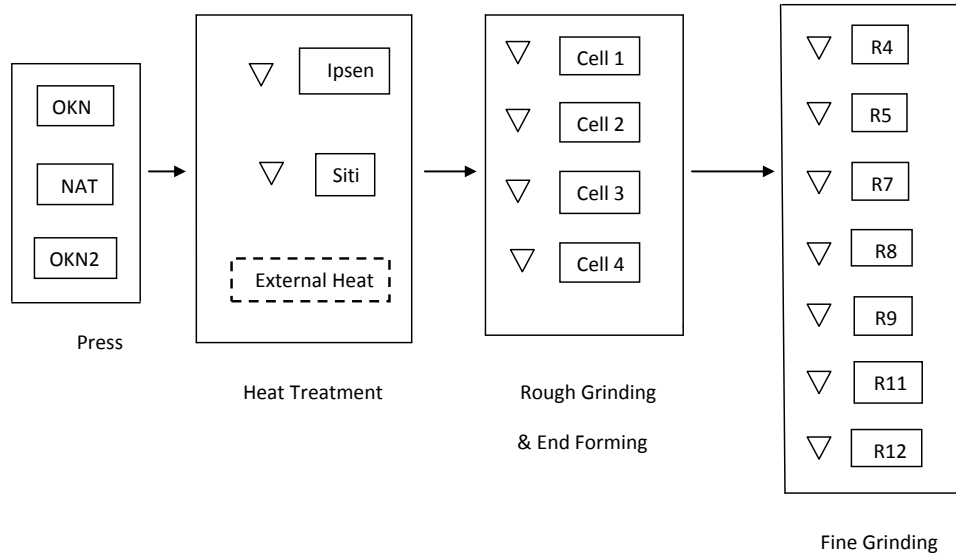 OKN
NAT
OKN2
Press
Ipsen
Siti
External Heat
Heat Treatment
Cell 1
Cell 2
Cell 3
Cell 4
Rough Grinding
& End Forming
R4
R5
R7
R8
R9
R11
R12
Fine Grinding